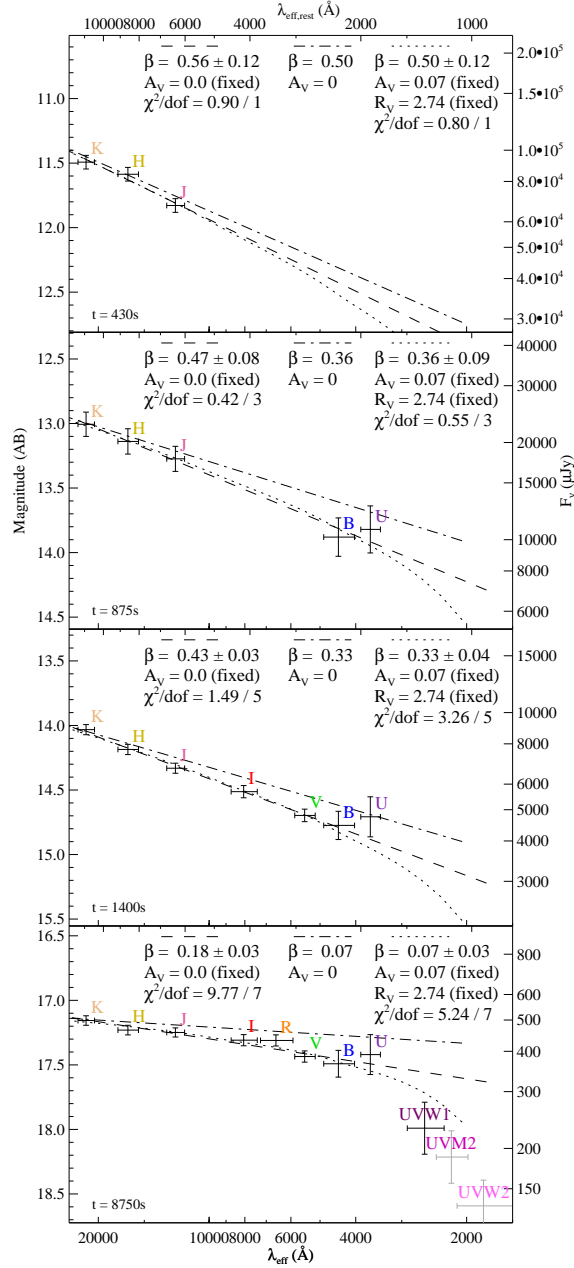 λeff,rest (Å)
10000 8000 6000 4000 2000 1000
β = 0.56 ± 0.12 β = 0.50 β = 0.50 ± 0.12
AV = 0.0 (fixed) AV = 0 AV = 0.07 (fixed)
χ²/dof = 0.90 / 1 RV = 2.74 (fixed)
χ²/dof = 0.80 / 1
2.0•10⁵
11.0 1.5•10⁵
K
H
J
11.5 1.0•10⁵
8.0•10⁴
12.0 6.0•10⁴
5.0•10⁴
12.5 4.0•10⁴
3.0•10⁴
t = 430s
β = 0.47 ± 0.08 β = 0.36 β = 0.36 ± 0.09
AV = 0.0 (fixed) AV = 0 AV = 0.07 (fixed)
χ²/dof = 0.42 / 3 RV = 2.74 (fixed)
χ²/dof = 0.55 / 3
12.5 40000
30000
13.0 20000
K
H
J
B
U
13.5 15000
14.0 10000
8000
14.5 6000
t = 875s
Magnitude (AB)
Fν (μJy)
β = 0.43 ± 0.03 β = 0.33 β = 0.33 ± 0.04
AV = 0.0 (fixed) AV = 0 AV = 0.07 (fixed)
χ²/dof = 1.49 / 5 RV = 2.74 (fixed)
χ²/dof = 3.26 / 5
13.5 15000
14.0 10000
K
H
J
I
V
B
U
8000
14.5 6000
5000
15.0 4000
3000
15.5
t = 1400s
β = 0.18 ± 0.03 β = 0.07 β = 0.07 ± 0.03
AV = 0.0 (fixed) AV = 0 AV = 0.07 (fixed)
χ²/dof = 9.77 / 7 RV = 2.74 (fixed)
χ²/dof = 5.24 / 7
16.5 800
17.0 600
500
K
H
J
I
R
V
B
U
UVW1
UVM2
UVW2
17.5 400
300
18.0 200
18.5 150
t = 8750s
20000 10000 8000 6000 4000 2000
λeff (Å)